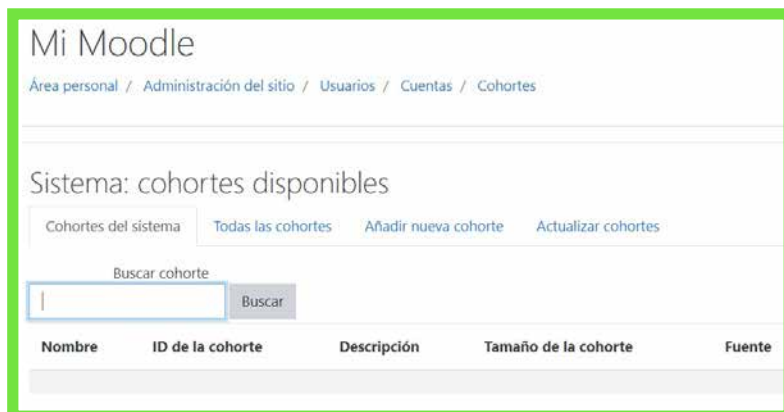 Mi Moodle
Área personal / Administración del sitio / Usuarios / Cuentas / Cohortes
Sistema: cohortes disponibles
Cohortes del sistema Todas las cohortes Añadir nueva cohorte Actualizar cohortes
Buscar cohorte
Buscar
Nombre ID de la cohorte Descripción Tamaño de la cohorte Fuente